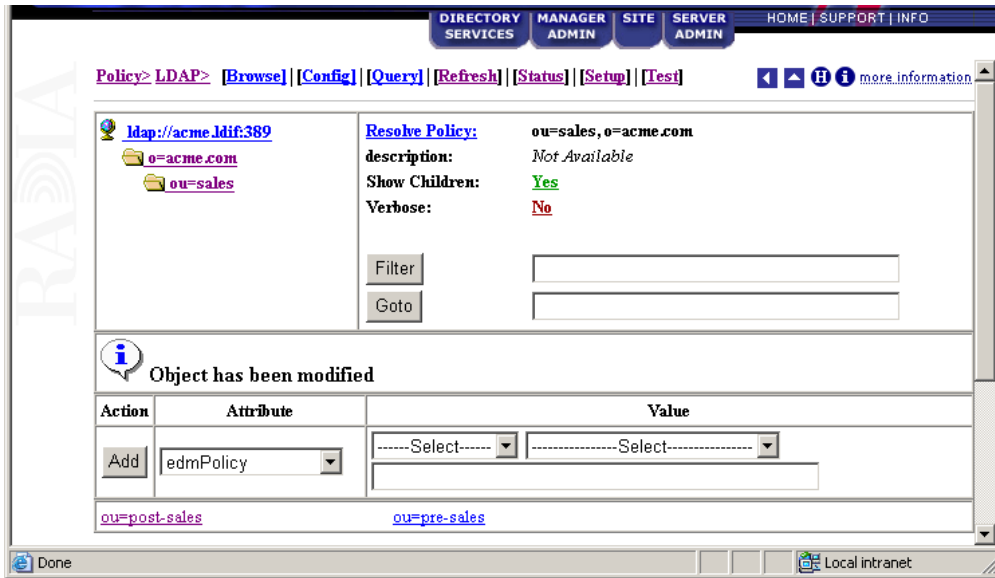 DIRECTORY SERVICES
MANAGER ADMIN
SITE
SERVER ADMIN
HOME | SUPPORT | INFO
Policy> LDAP> [Browse] | [Config] | [Query] | [Refresh] | [Status] | [Setup] | [Test]
H i more information
RADIA
ldap://acme.ldif:389
o=acme.com
ou=sales
Resolve Policy: ou=sales, o=acme.com
description: Not Available
Show Children: Yes
Verbose: No
Filter
Goto
i Object has been modified
Action Attribute Value
Add edmPolicy ------Select------ ---------------Select----------------
ou=post-sales ou=pre-sales
Done Local intranet